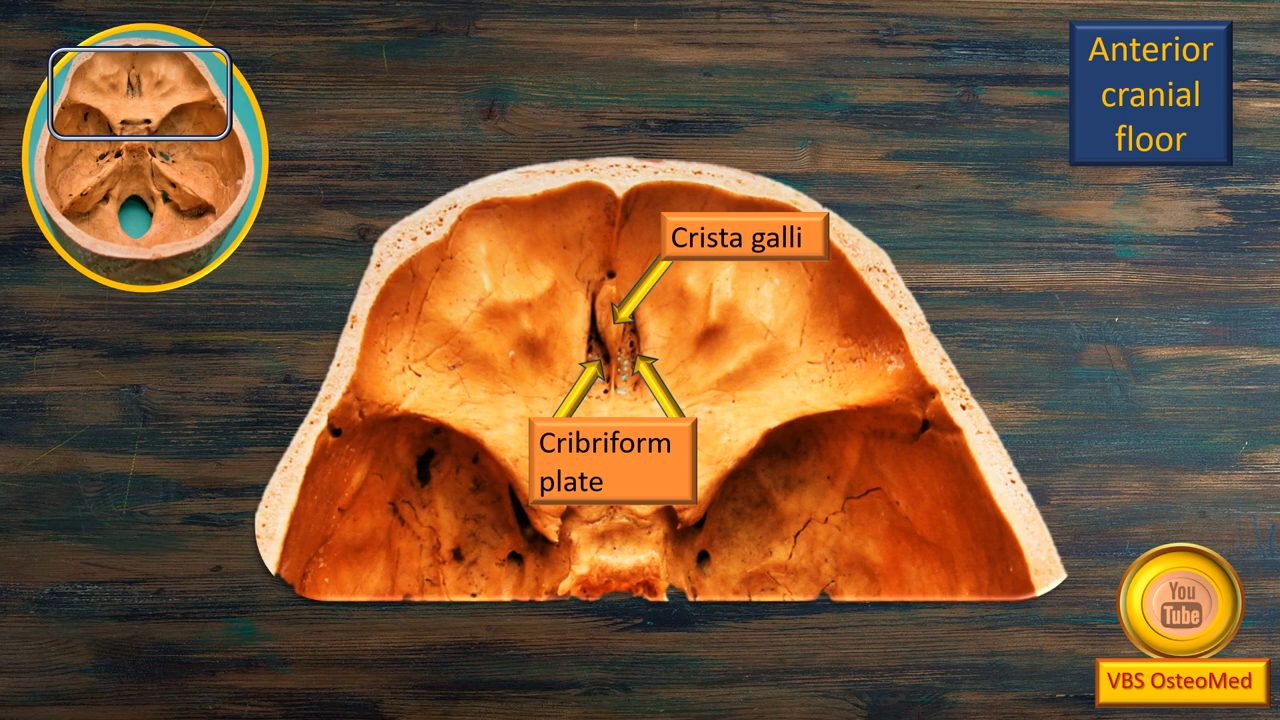 Anterior
cranial
floor
Crista galli
Cribriform
plate
You
Tube
VBS OsteoMed